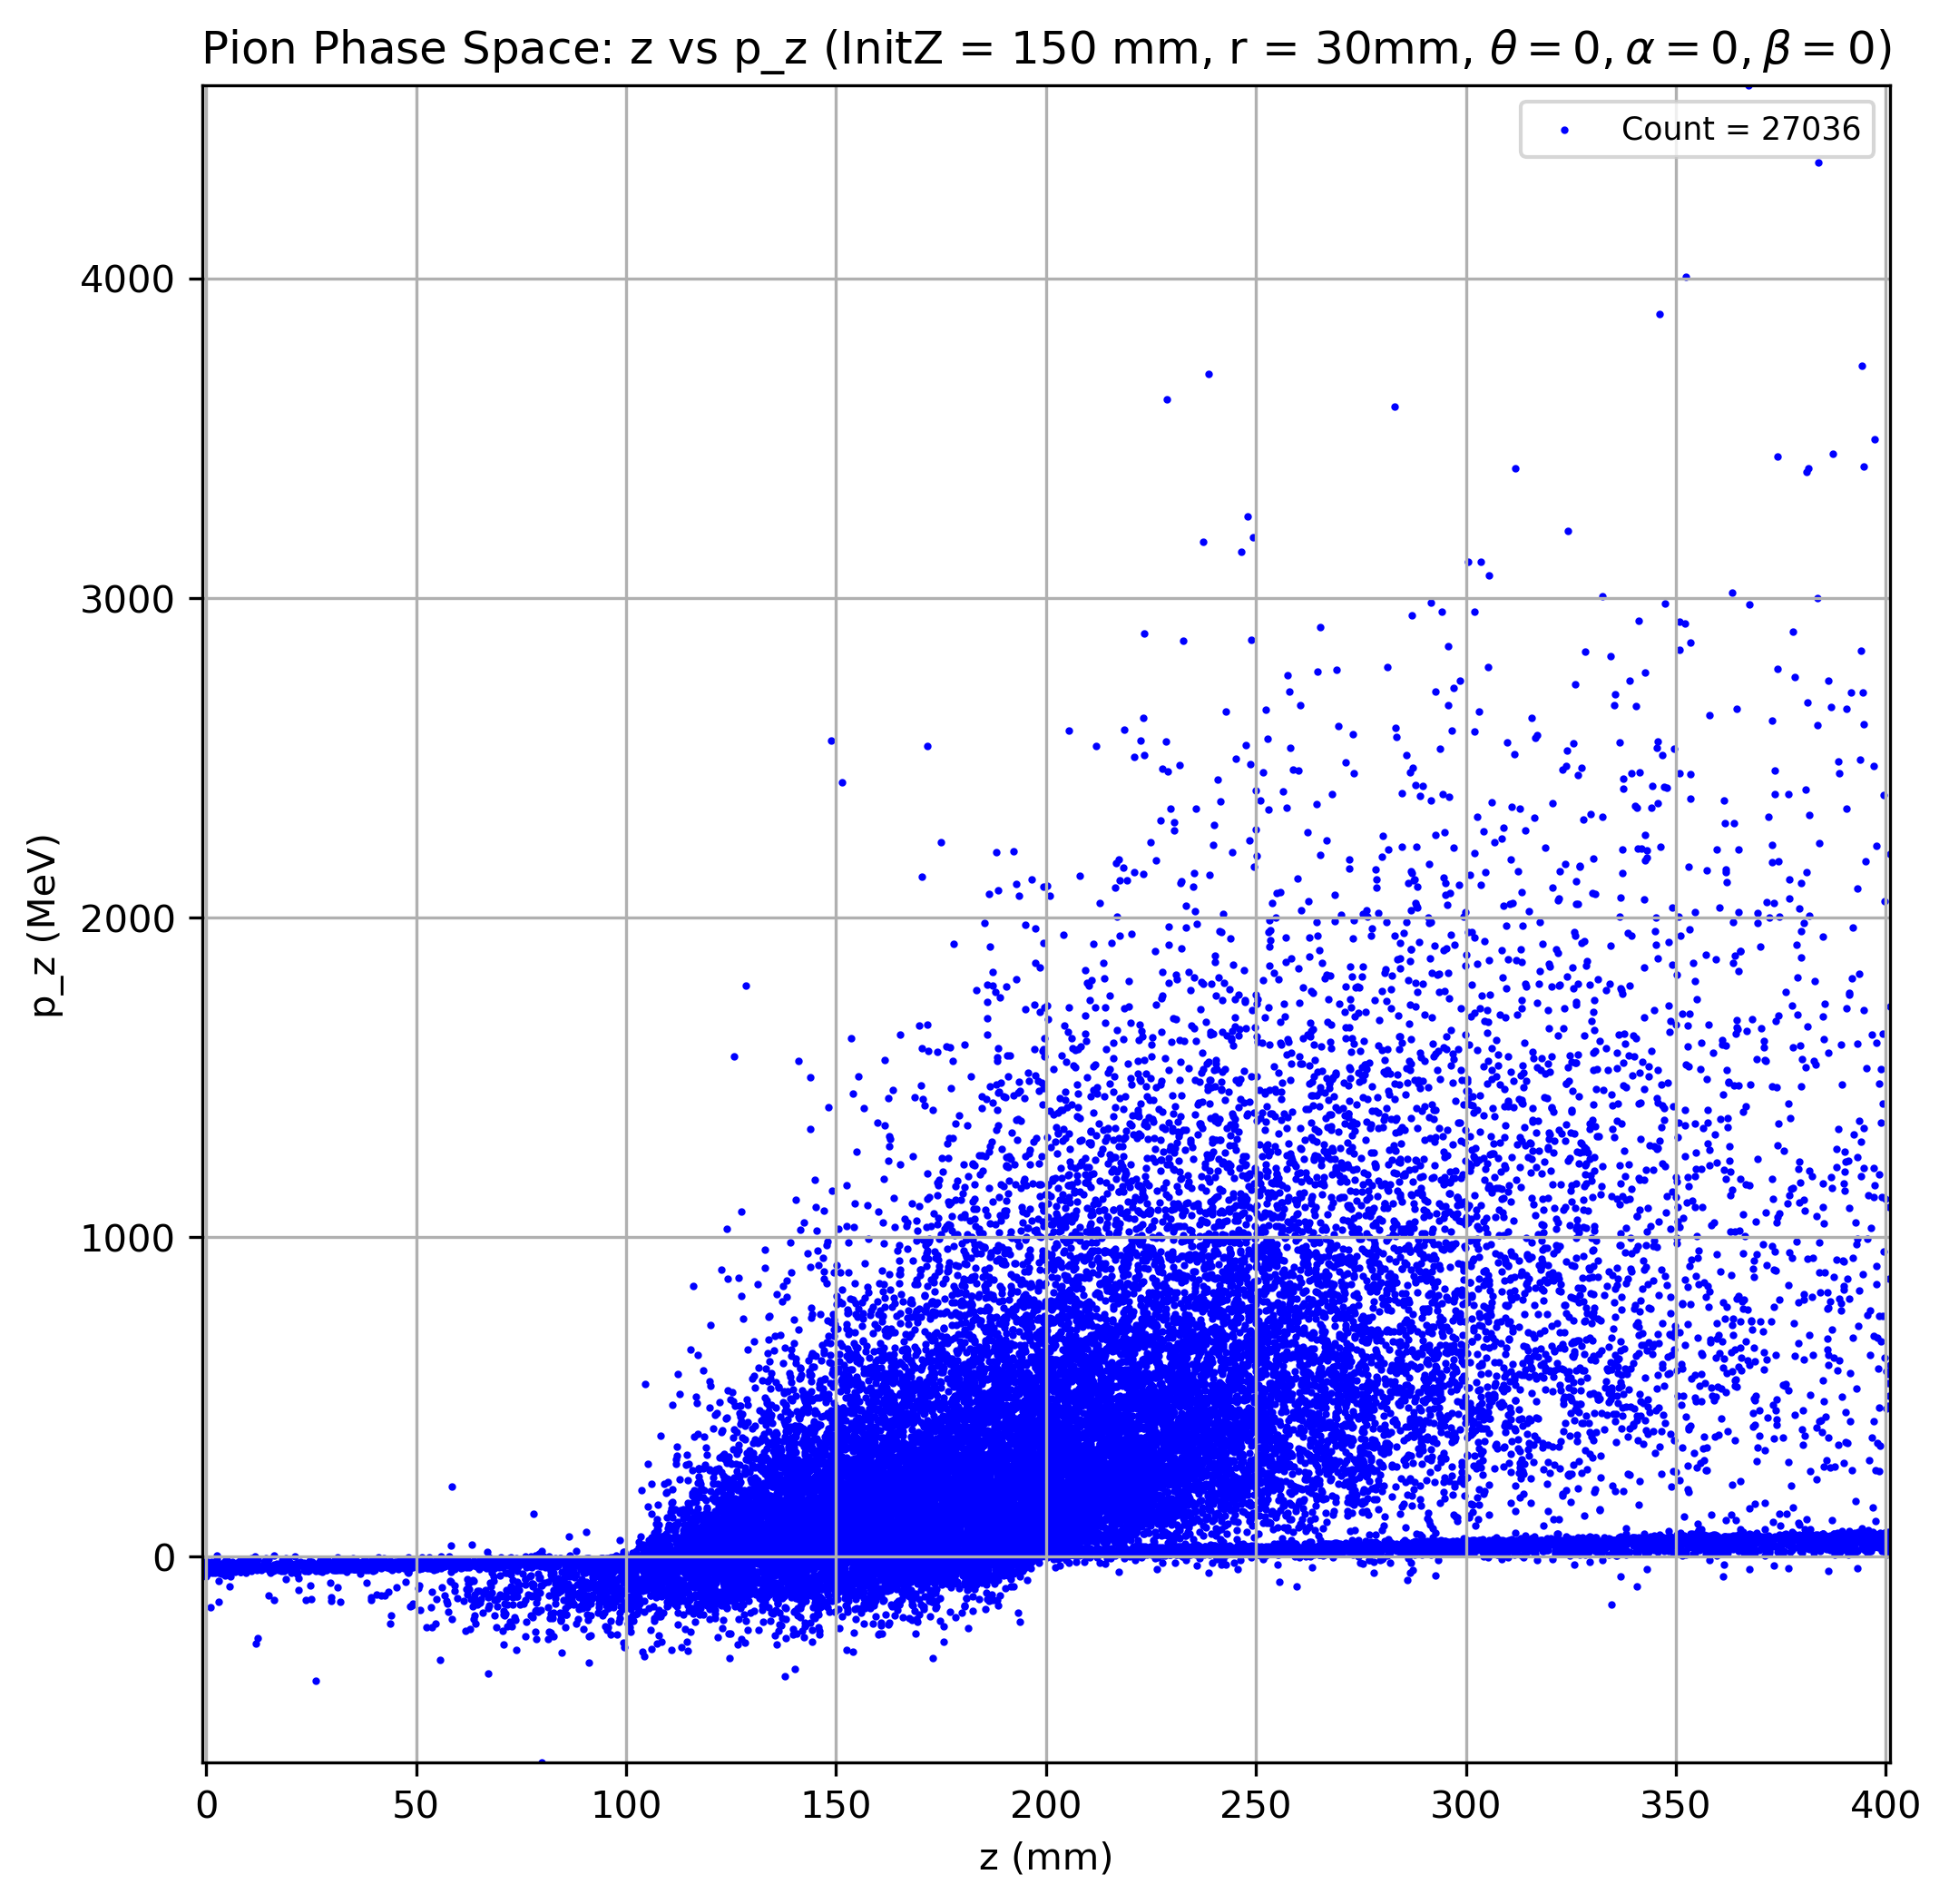 Pion Phase Space: z vs p_z (InitZ = 150 mm, r = 30mm, θ = 0, α = 0, β = 0)
Count = 27036
4000
3000
2000
1000
0
p_z (MeV)
0 50 100 150 200 250 300 350 400
z (mm)